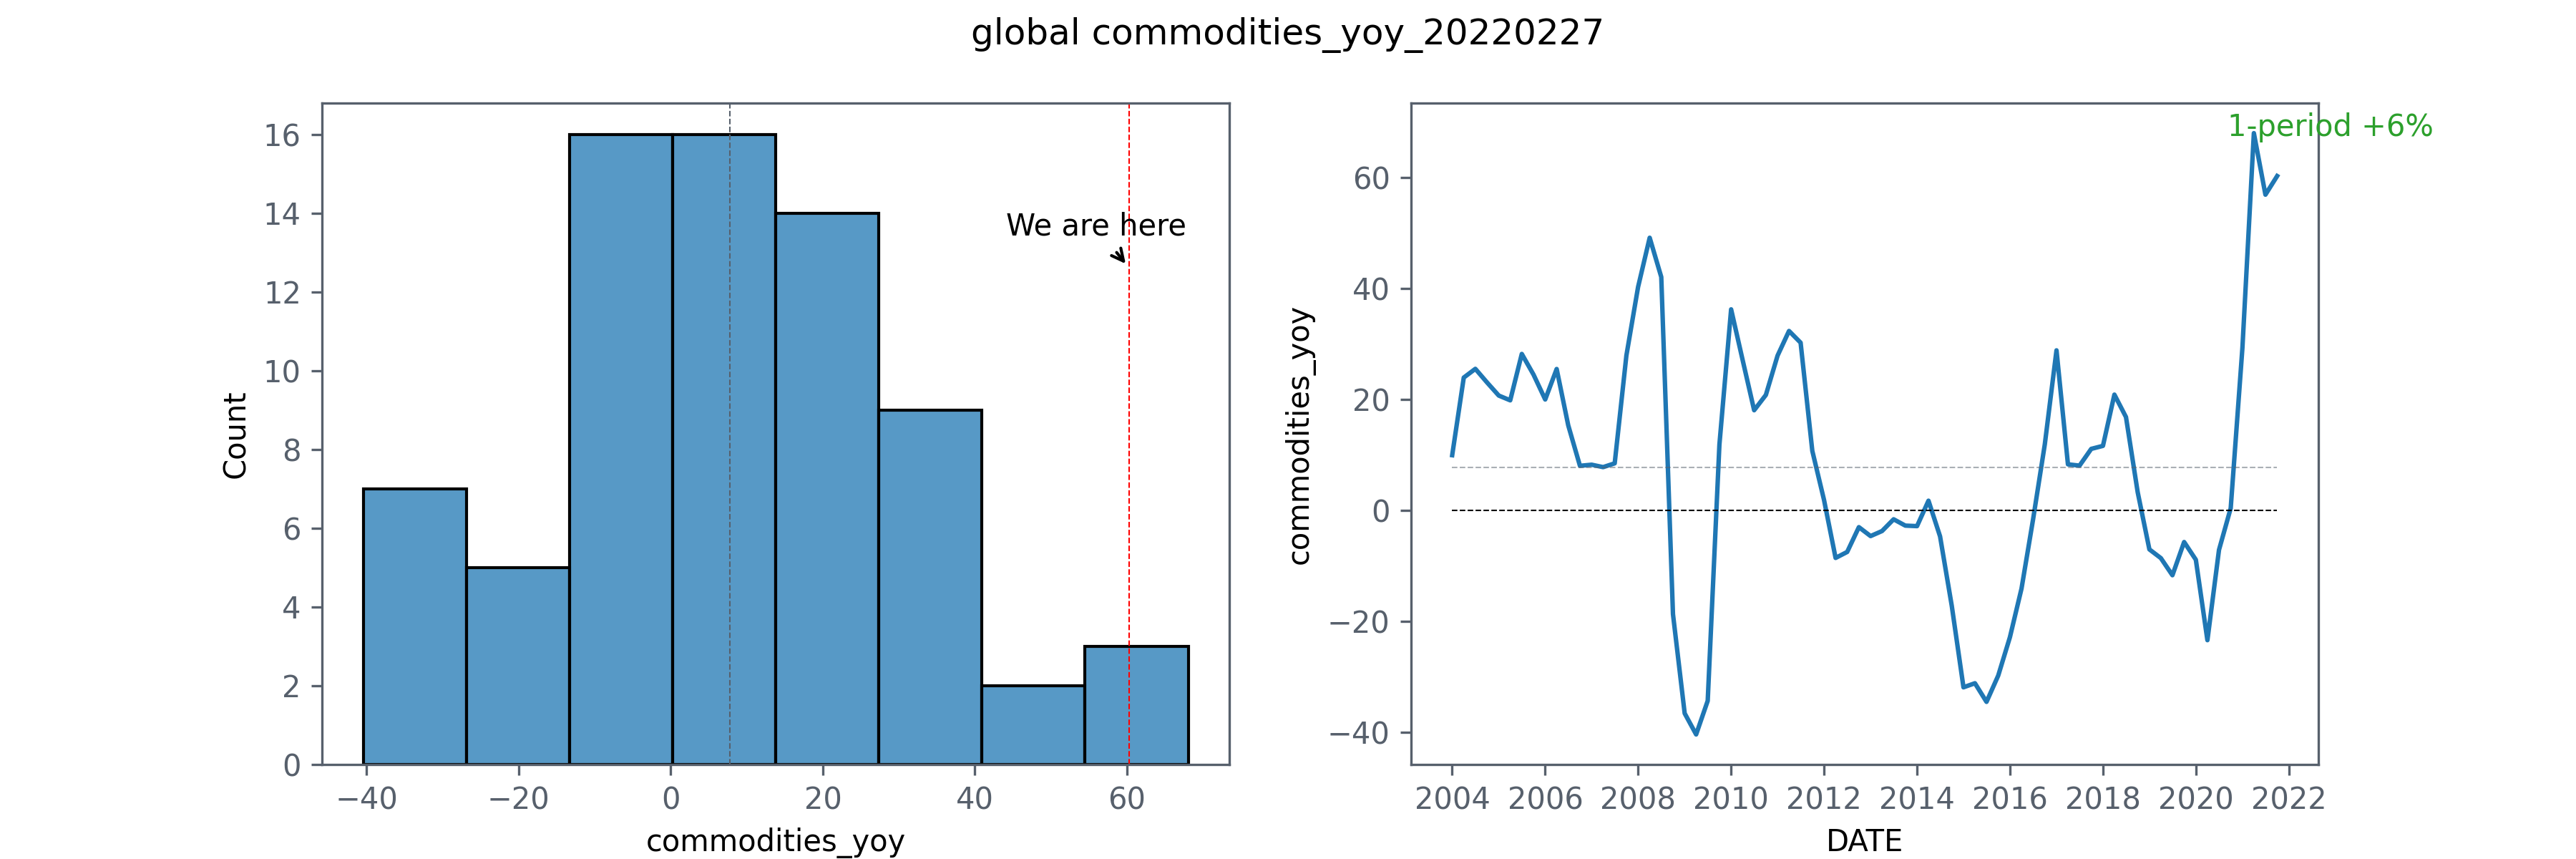 global commodities_yoy_20220227
16
14
12
10
8
6
4
2
0
Count
We are here
−40 −20 0 20 40 60
commodities_yoy
1-period +6%
60
40
20
0
−20
−40
commodities_yoy
2004 2006 2008 2010 2012 2014 2016 2018 2020 2022
DATE